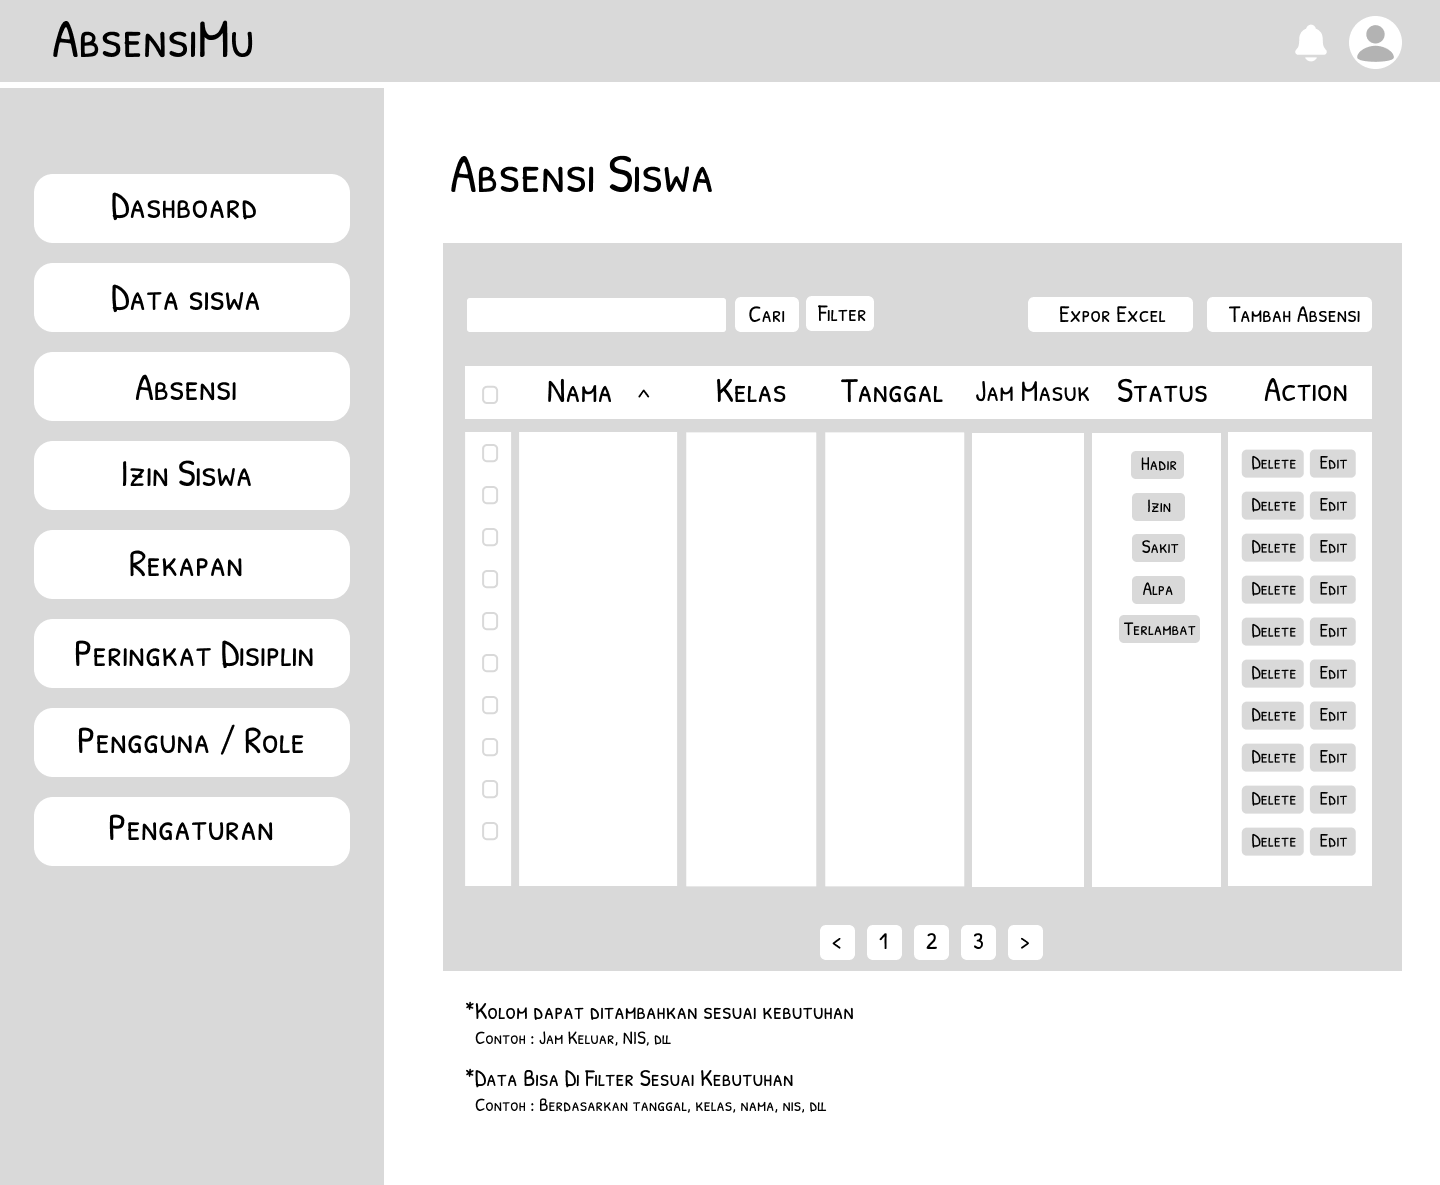 AbsensiMu
Dashboard
Data siswa
Absensi
Izin Siswa
Rekapan
Peringkat Disiplin
Pengguna / Role
Pengaturan
Absensi Siswa
Cari Filter Expor Excel Tambah Absensi
Nama ^ Kelas Tanggal Jam Masuk Status Action
Hadir Delete Edit
Izin Delete Edit
Sakit Delete Edit
Alpa Delete Edit
Terlambat Delete Edit
Delete Edit
Delete Edit
Delete Edit
Delete Edit
Delete Edit
< 1 2 3 >
*Kolom dapat ditambahkan sesuai kebutuhan
Contoh : Jam Keluar, NIS, dll
*Data Bisa Di Filter Sesuai Kebutuhan
Contoh : Berdasarkan tanggal, kelas, nama, nis, dll